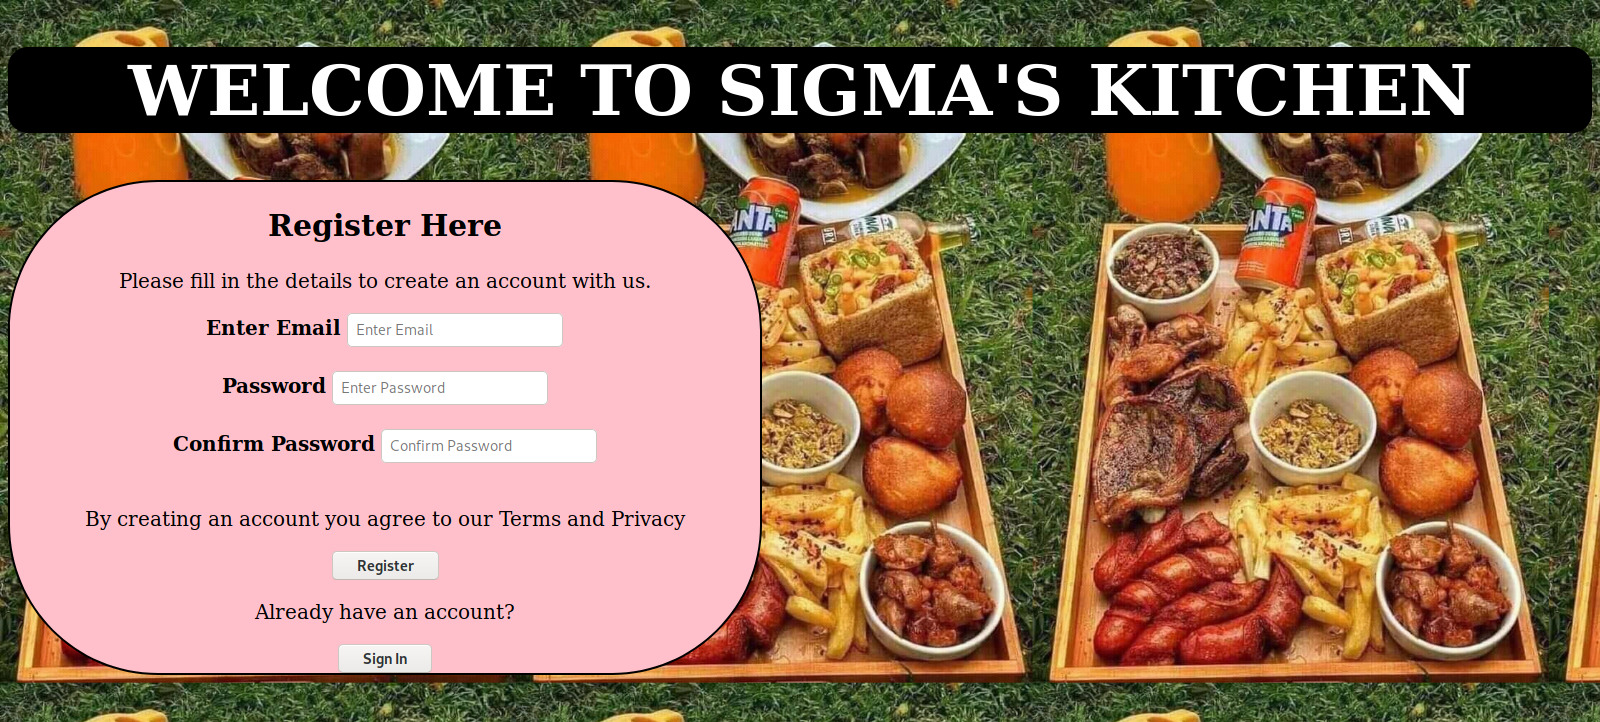 WELCOME TO SIGMA'S KITCHEN
Register Here
Please fill in the details to create an account with us.
Enter Email Enter Email
Password Enter Password
Confirm Password Confirm Password
By creating an account you agree to our Terms and Privacy
Register
Already have an account?
Sign In